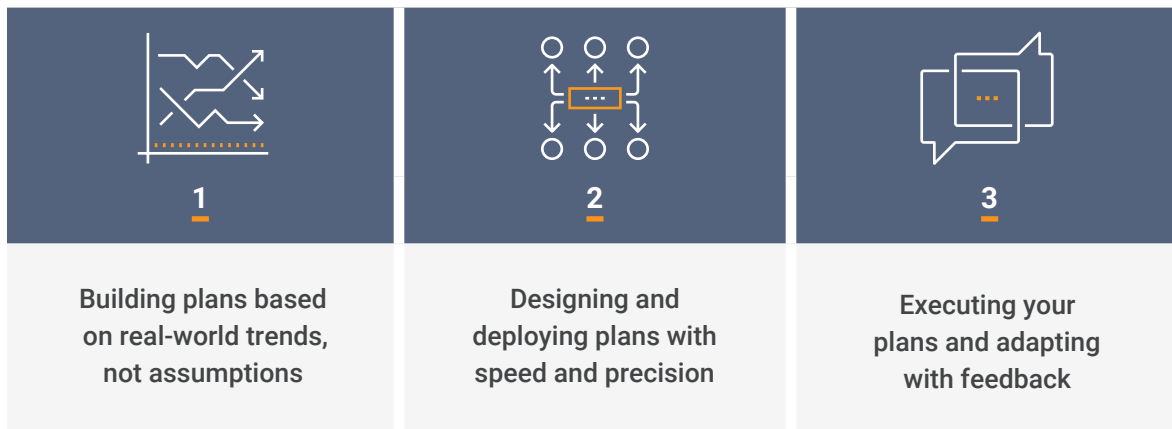 1
Building plans based
on real-world trends,
not assumptions
2
Designing and
deploying plans with
speed and precision
3
Executing your
plans and adapting
with feedback